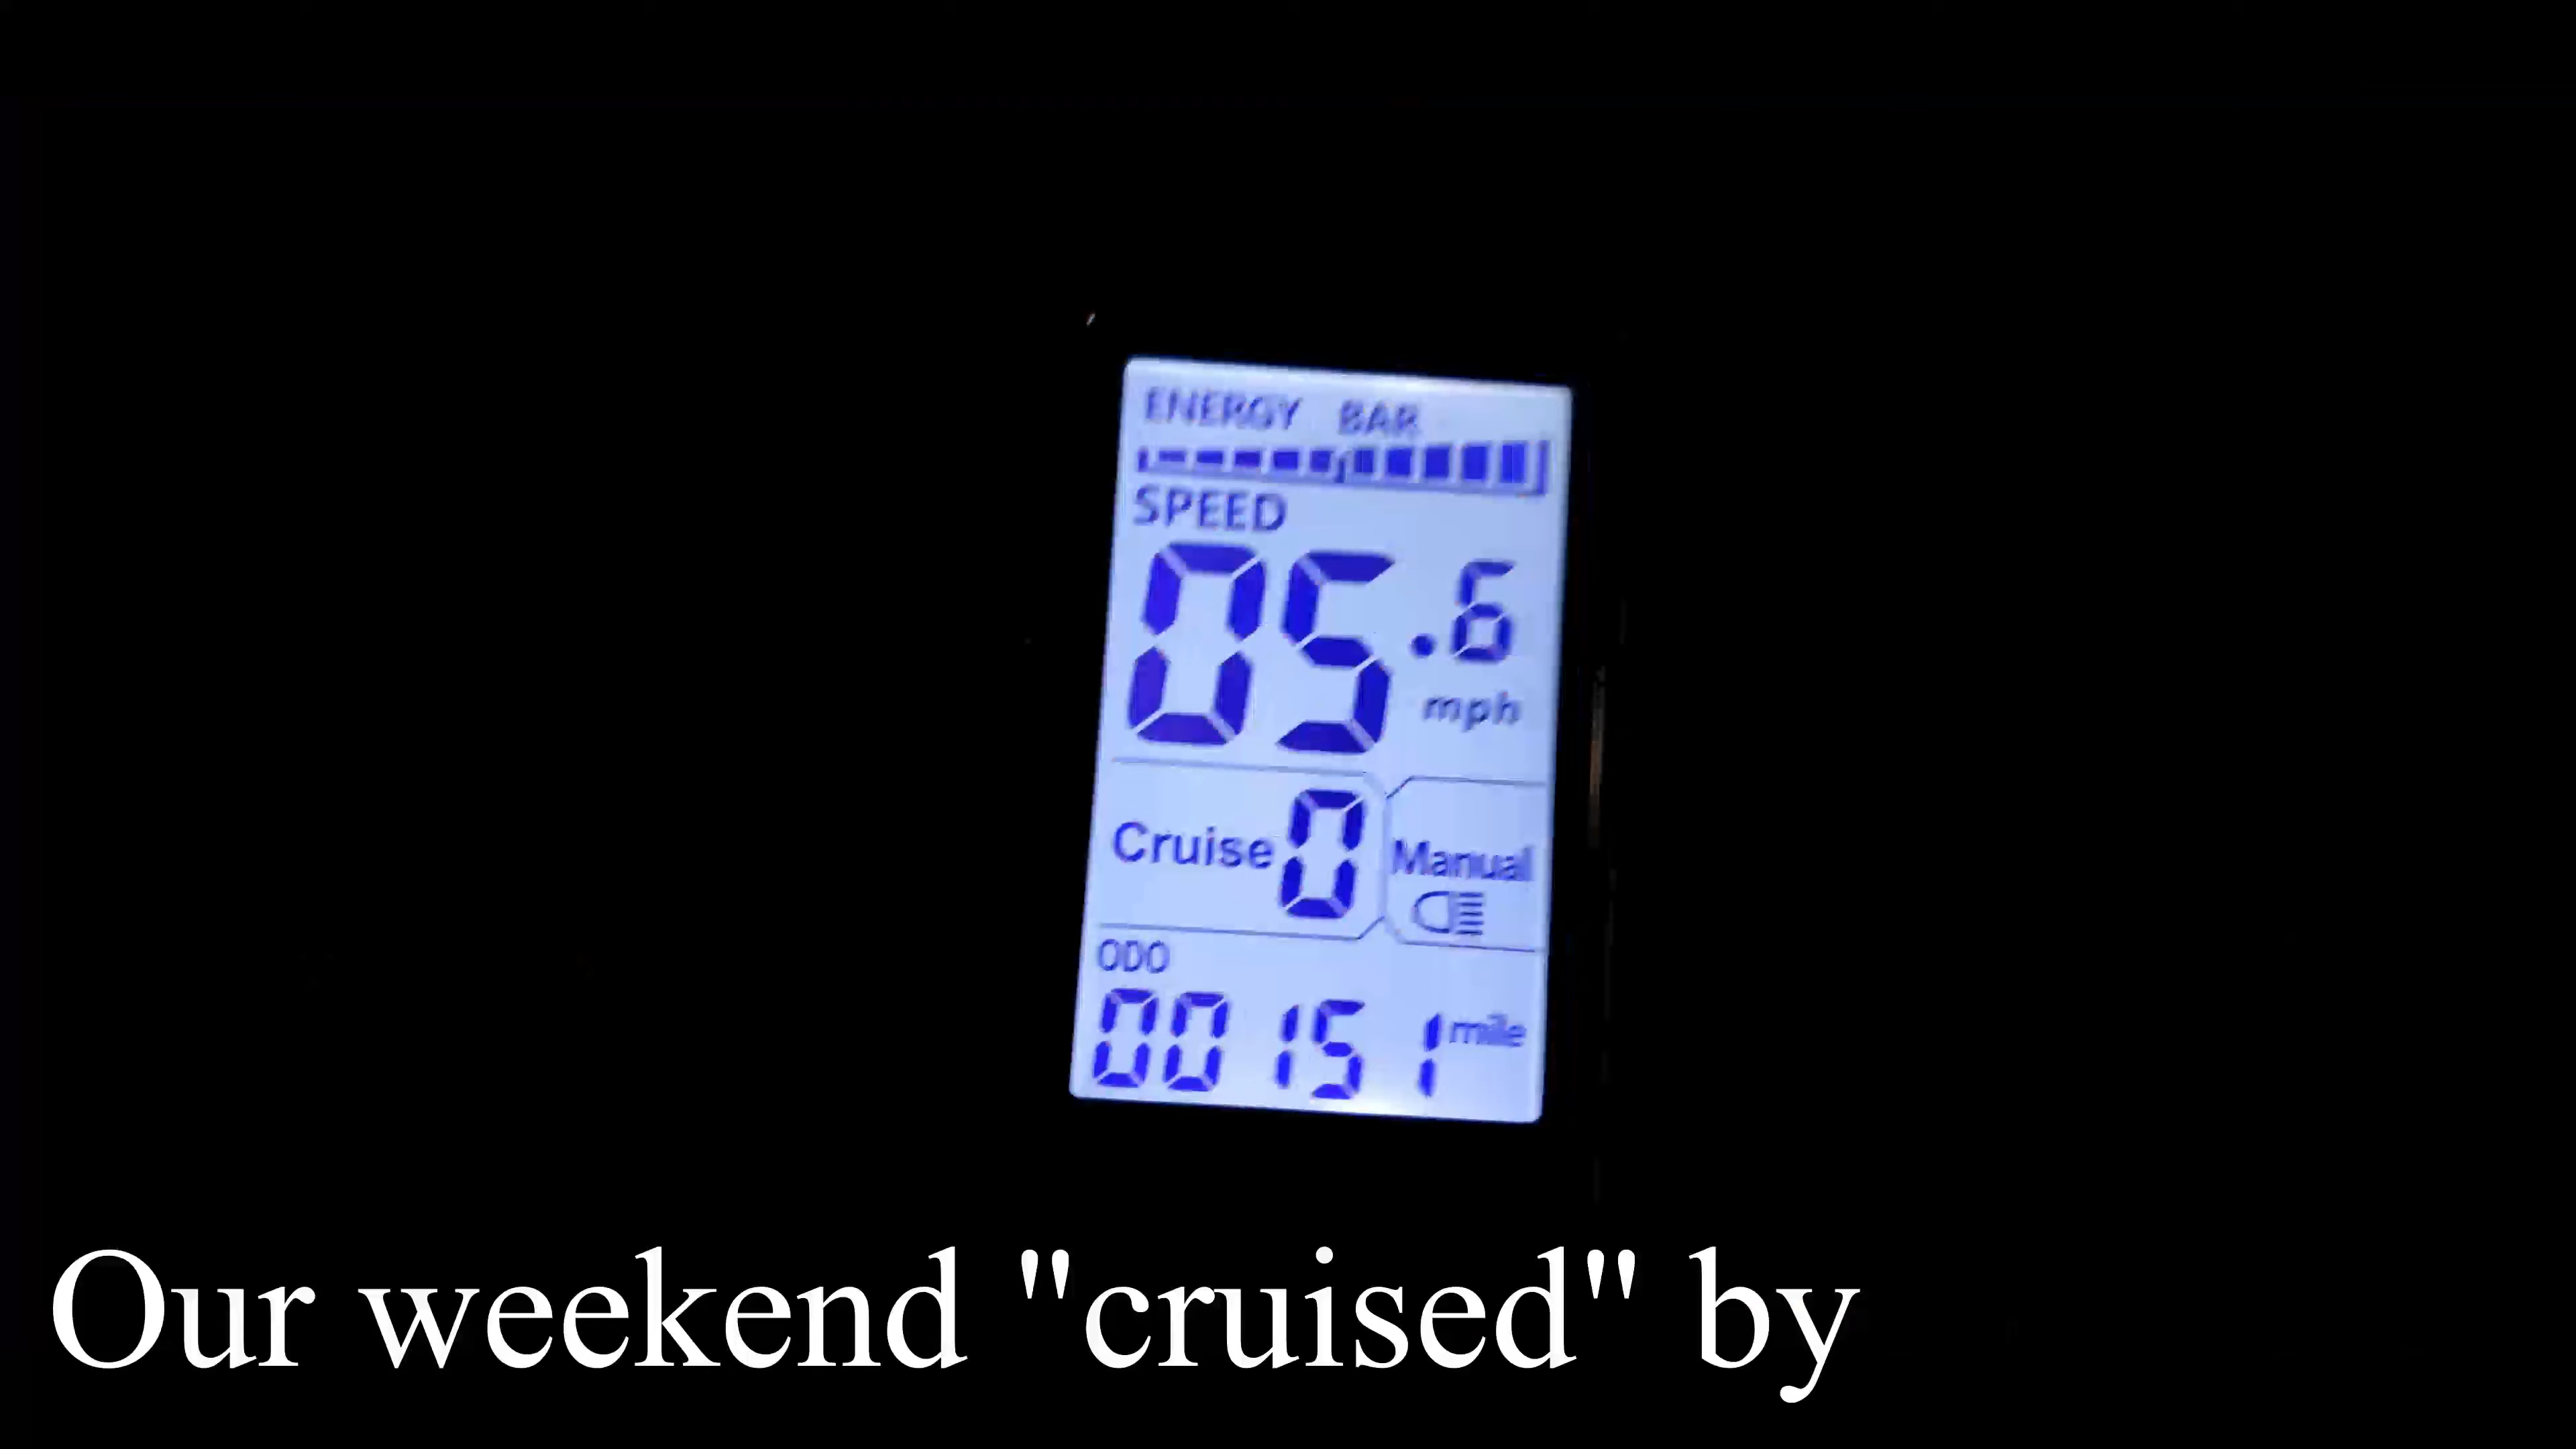 ENERGY BAR
SPEED
05.6
mph
Cruise 0
Manual
ODO
00151 mile
Our weekend "cruised" by